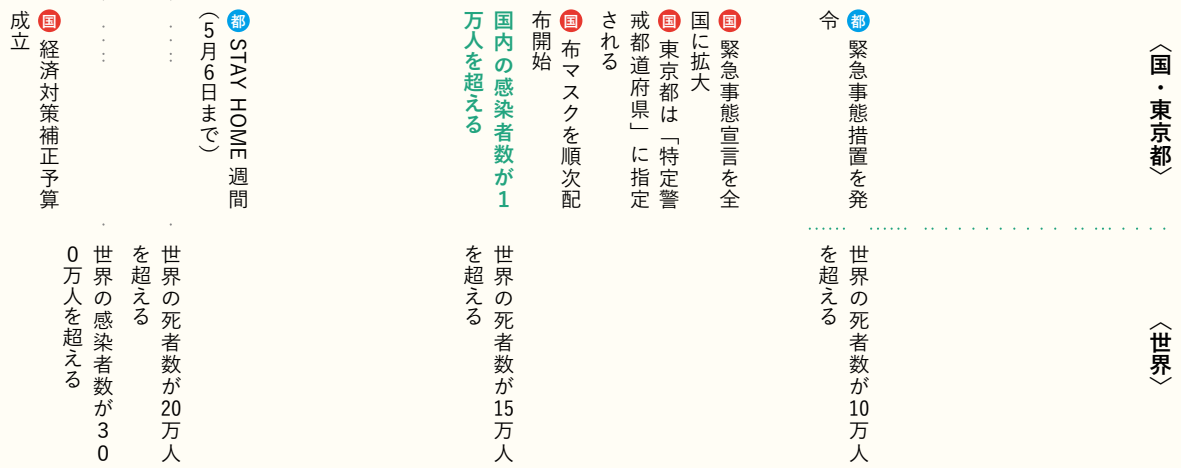 〈国・東京都〉
都 緊急事態措置を発
令
国 緊急事態宣言を全
国に拡大
国 東京都は「特定警
戒都道府県」に指定
される
国 布マスクを順次配
布開始
国内の感染者数が1
万人を超える
都 STAY HOME 週間
(5月6日まで)
国 経済対策補正予算
成立
〈世界〉
世界の死者数が10万人
を超える
世界の死者数が15万人
を超える
世界の死者数が20万人
を超える
世界の感染者数が30
0万人を超える